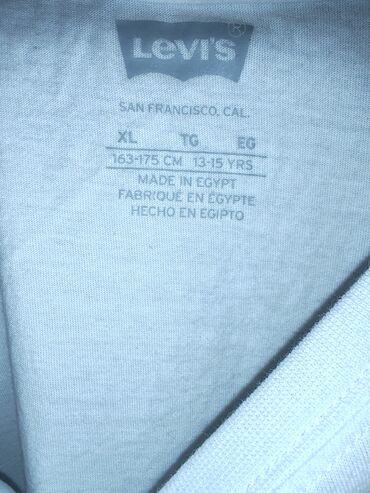 Levi's ®
SAN FRANCISCO, CAL.
XL TG EG
163-175 CM 13-15 YRS
MADE IN EGYPT
FABRIQUÉ EN ÉGYPTE
HECHO EN EGIPTO